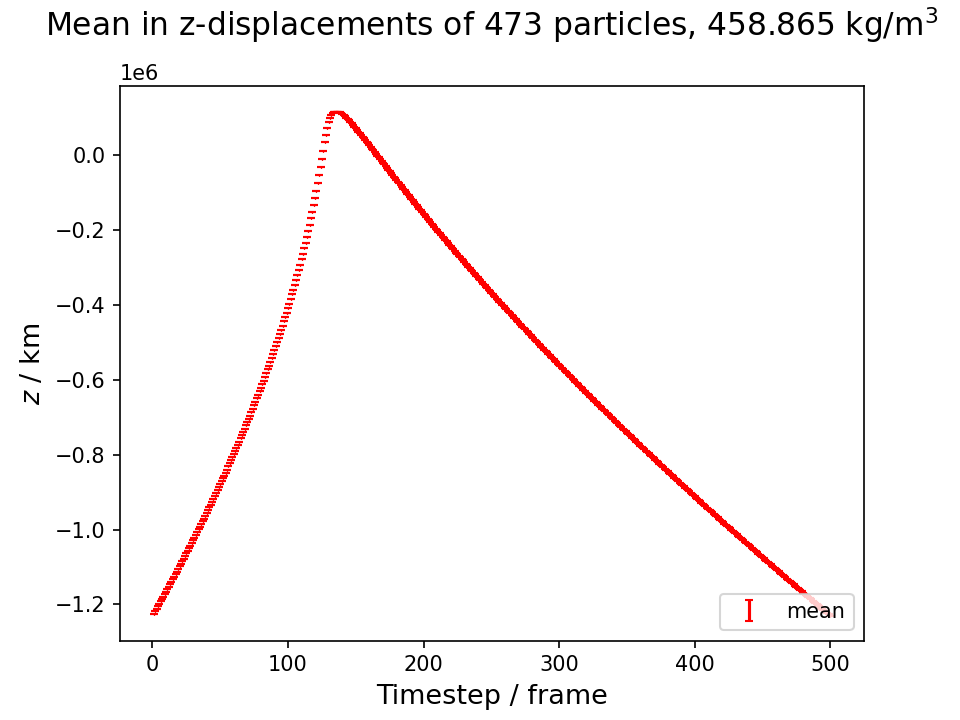 Mean in z-displacements of 473 particles, 458.865 kg/m³
1e6
0.0
−0.2
−0.4
−0.6
−0.8
−1.0
−1.2
z / km
mean
0 100 200 300 400 500
Timestep / frame